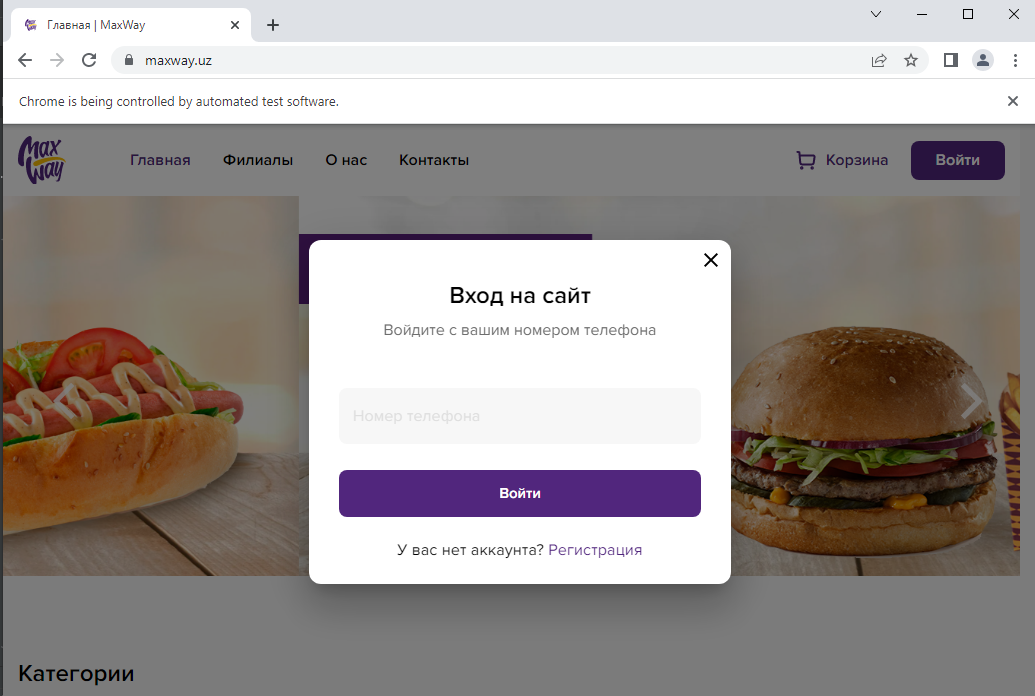 Главная | MaxWay
maxway.uz
Chrome is being controlled by automated test software.
Max Way
Главная
Филиалы
О нас
Контакты
Корзина
Войти
Вход на сайт
Войдите с вашим номером телефона
Номер телефона
Войти
У вас нет аккаунта? Регистрация
Категории